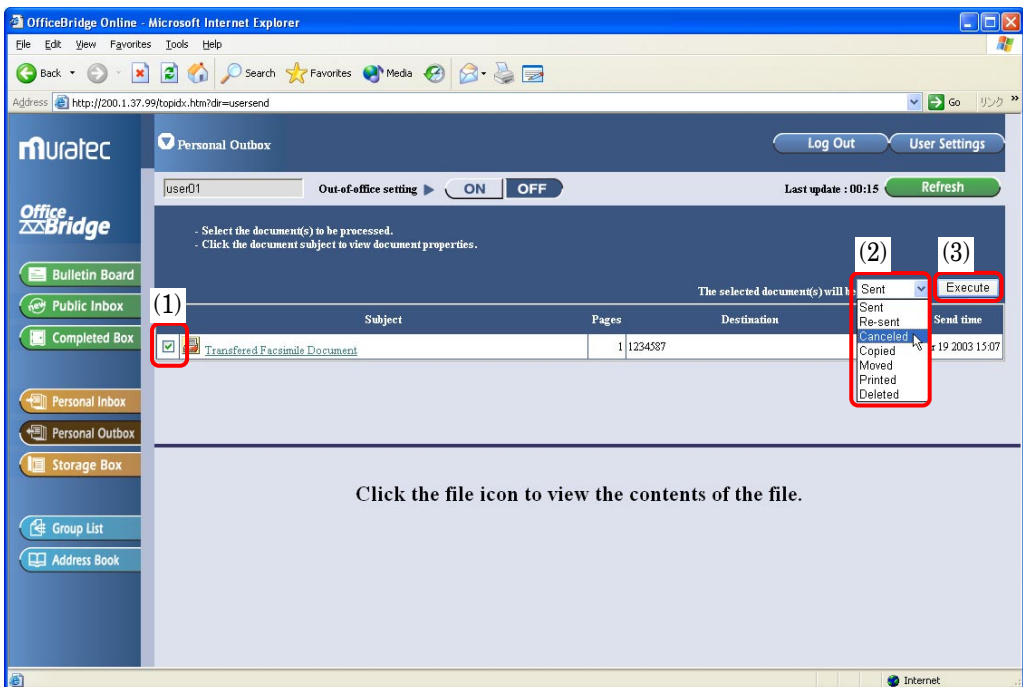 OfficeBridge Online - Microsoft Internet Explorer
File Edit View Favorites Tools Help
Back Search Favorites Media
Address http://200.1.37.99/topidx.htm?dir=usersend Go リンク »
muratec
Personal Outbox Log Out User Settings
user01 Out-of-office setting ON OFF Last update : 00:15 Refresh
Office
Bridge
- Select the document(s) to be processed.
- Click the document subject to view document properties.
(2) (3)
Bulletin Board
The selected document(s) will be Sent Execute
Public Inbox
(1)
Sent
Re-sent
Canceled
Copied
Moved
Printed
Deleted
Subject Pages Destination Send time
Completed Box
Transfered Facsimile Document 1 1234587 r 19 2003 15:07
Personal Inbox
Personal Outbox
Storage Box
Click the file icon to view the contents of the file.
Group List
Address Book
Internet